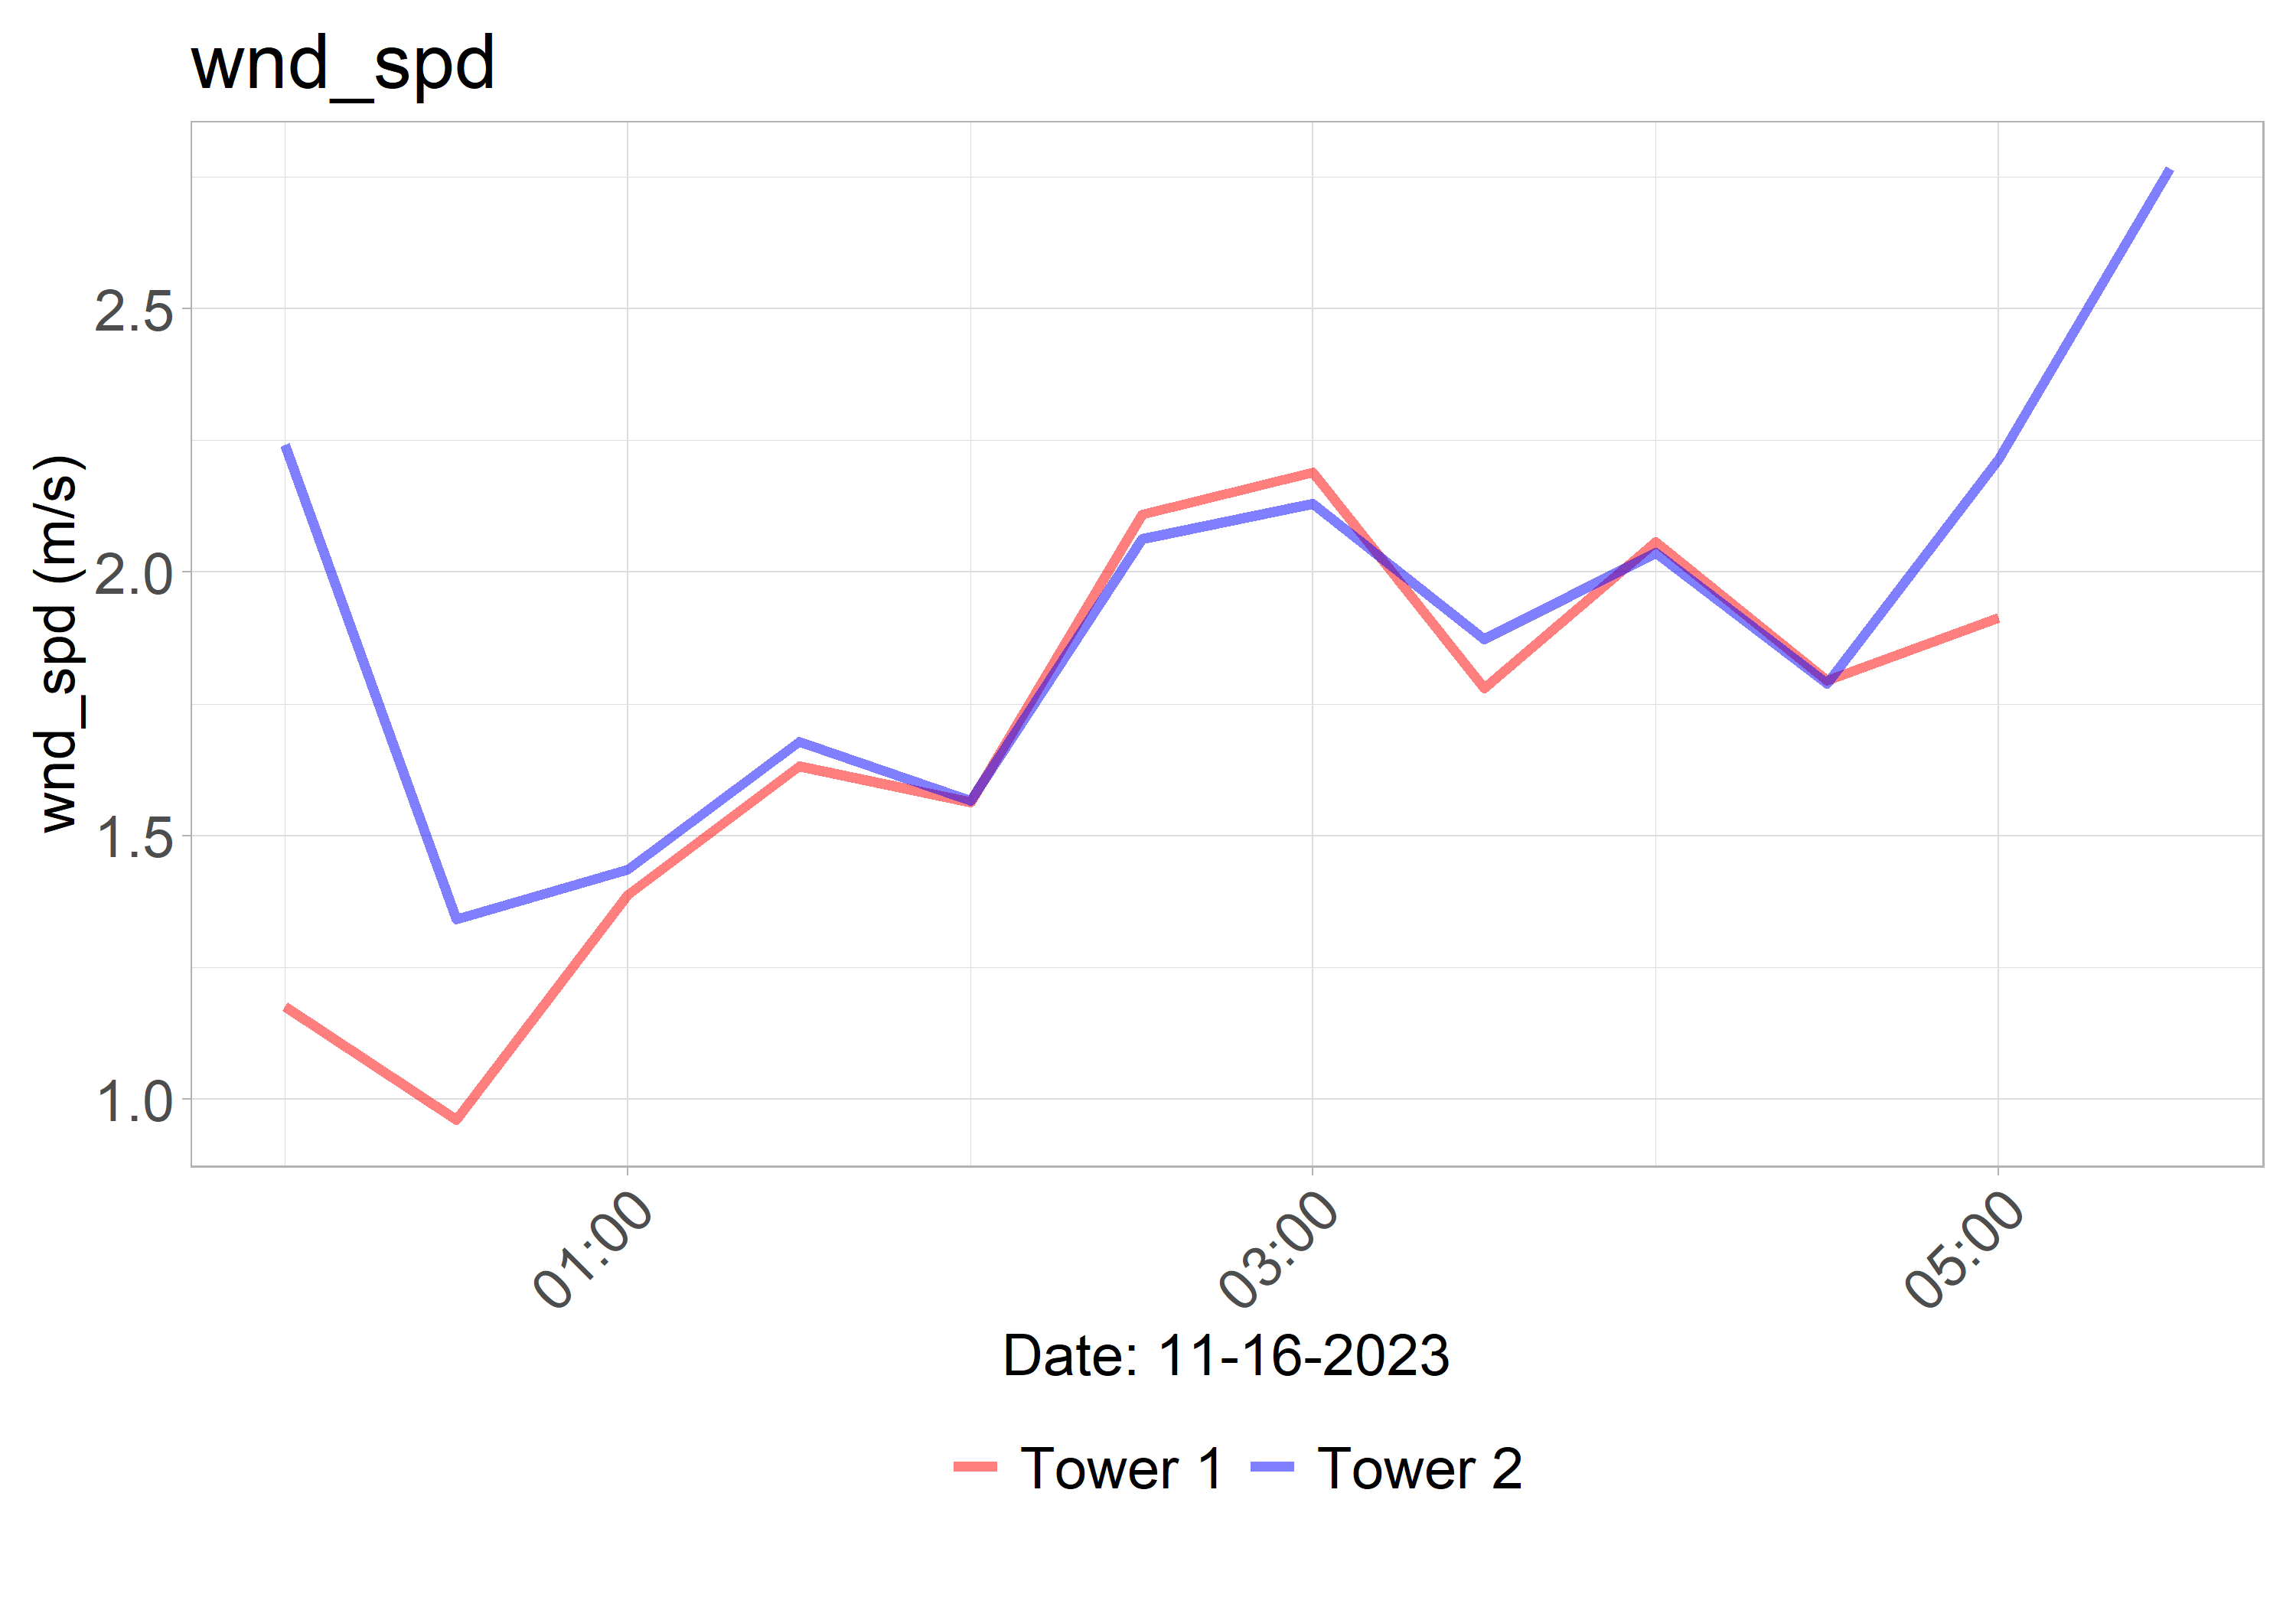 wnd_spd
wnd_spd (m/s)
2.5
2.0
1.5
1.0
01:00
03:00
05:00
Date: 11-16-2023
Tower 1
Tower 2